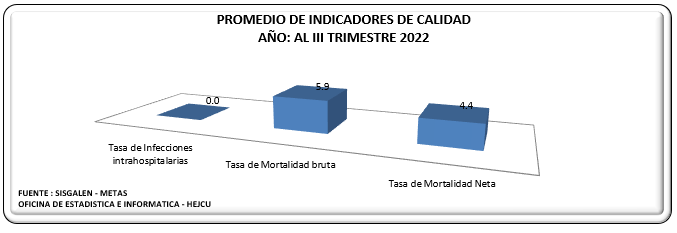 PROMEDIO DE INDICADORES DE CALIDAD
AÑO: AL III TRIMESTRE 2022
0.0
5.9
4.4
Tasa de Infecciones
intrahospitalarias
Tasa de Mortalidad bruta
Tasa de Mortalidad Neta
FUENTE : SISGALEN - METAS
OFICINA DE ESTADISTICA E INFORMATICA - HEJCU